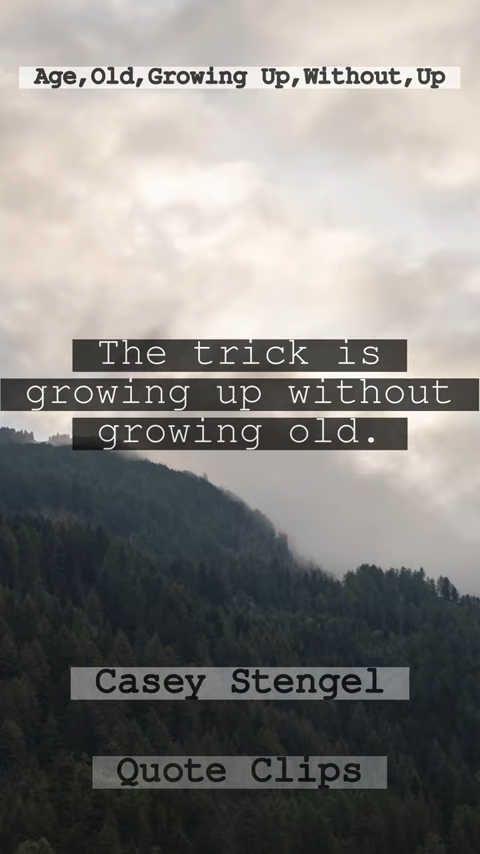 Age,Old,Growing Up,Without,Up
The trick is
growing up without
growing old.
Casey Stengel
Quote Clips